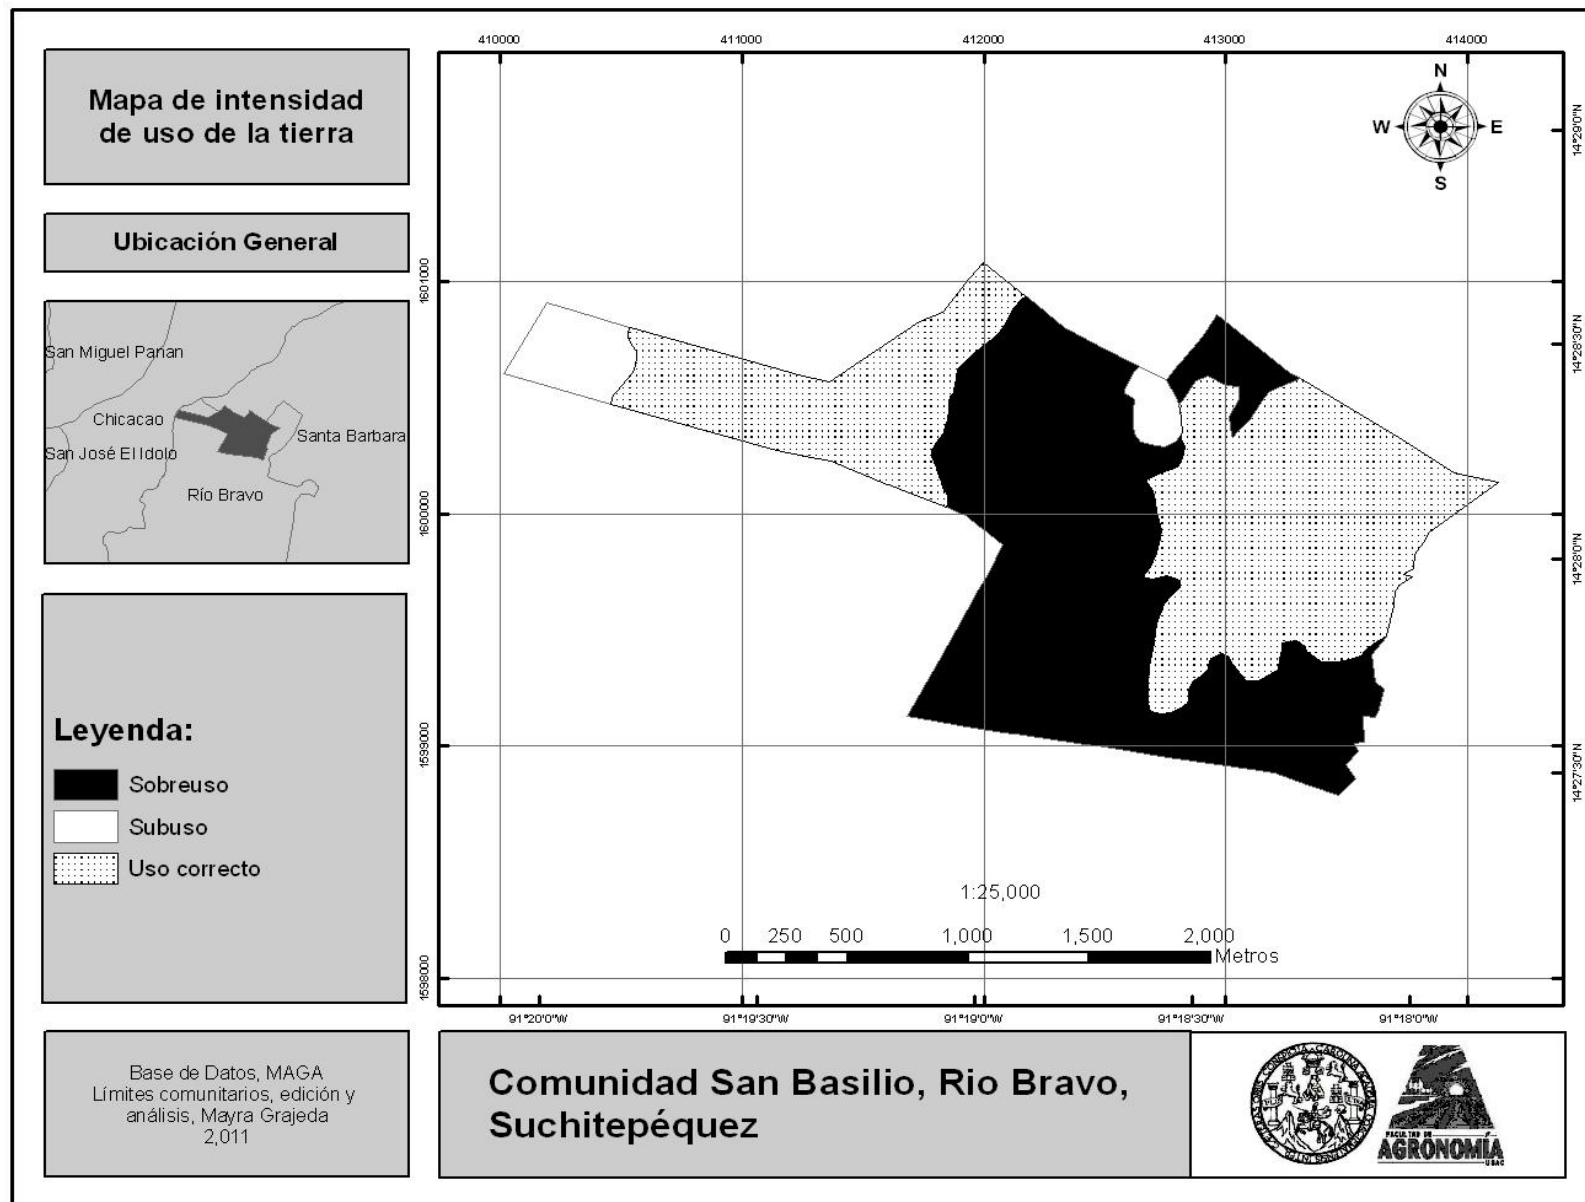 Mapa de intensidad
de uso de la tierra
Ubicación General
San Miguel Panan
Chicacao
Santa Barbara
San José El Idolo
Río Bravo
Leyenda:
Sobreuso
Subuso
Uso correcto
Base de Datos, MAGA
Límites comunitarios, edición y
análisis, Mayra Grajeda
2,011
410000 411000 412000 413000 414000
N
W E
S
1601000
1600000
1599000
1598000
14°29'0"N
14°28'30"N
14°28'0"N
14°27'30"N
1:25,000
0 250 500 1,000 1,500 2,000
Metros
91°20'0"W 91°19'30"W 91°19'0"W 91°18'30"W 91°18'0"W
Comunidad San Basilio, Rio Bravo,
Suchitepéquez
FACULTAD DE
AGRONOMÍA
USAC